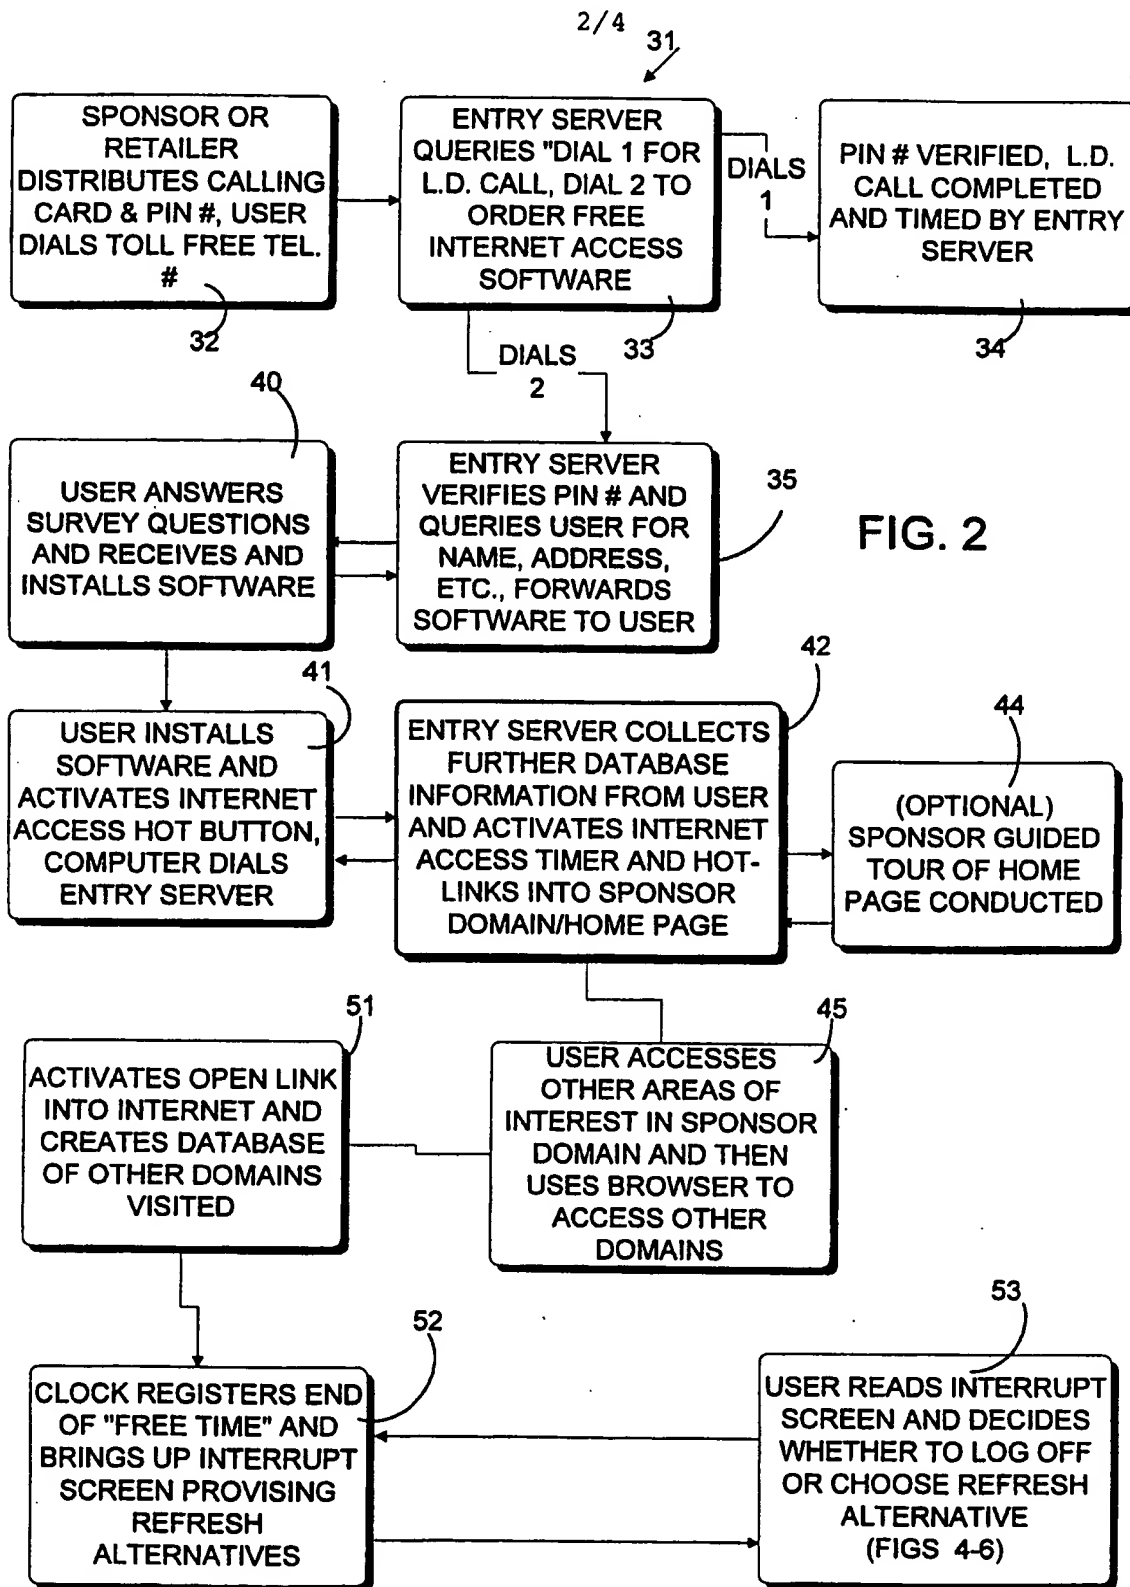 2/4
31
SPONSOR OR
RETAILER
DISTRIBUTES CALLING
CARD & PIN #, USER
DIALS TOLL FREE TEL.
#
32
ENTRY SERVER
QUERIES "DIAL 1 FOR
L.D. CALL, DIAL 2 TO
ORDER FREE
INTERNET ACCESS
SOFTWARE
33
DIALS
1
PIN # VERIFIED, L.D.
CALL COMPLETED
AND TIMED BY ENTRY
SERVER
34
DIALS
2
40
USER ANSWERS
SURVEY QUESTIONS
AND RECEIVES AND
INSTALLS SOFTWARE
ENTRY SERVER
VERIFIES PIN # AND
QUERIES USER FOR
NAME, ADDRESS,
ETC., FORWARDS
SOFTWARE TO USER
35
FIG. 2
41
USER INSTALLS
SOFTWARE AND
ACTIVATES INTERNET
ACCESS HOT BUTTON,
COMPUTER DIALS
ENTRY SERVER
42
ENTRY SERVER COLLECTS
FURTHER DATABASE
INFORMATION FROM USER
AND ACTIVATES INTERNET
ACCESS TIMER AND HOT-
LINKS INTO SPONSOR
DOMAIN/HOME PAGE
44
(OPTIONAL)
SPONSOR GUIDED
TOUR OF HOME
PAGE CONDUCTED
51
ACTIVATES OPEN LINK
INTO INTERNET AND
CREATES DATABASE
OF OTHER DOMAINS
VISITED
45
USER ACCESSES
OTHER AREAS OF
INTEREST IN SPONSOR
DOMAIN AND THEN
USES BROWSER TO
ACCESS OTHER
DOMAINS
52
CLOCK REGISTERS END
OF "FREE TIME" AND
BRINGS UP INTERRUPT
SCREEN PROVISING
REFRESH
ALTERNATIVES
53
USER READS INTERRUPT
SCREEN AND DECIDES
WHETHER TO LOG OFF
OR CHOOSE REFRESH
ALTERNATIVE
(FIGS 4-6)